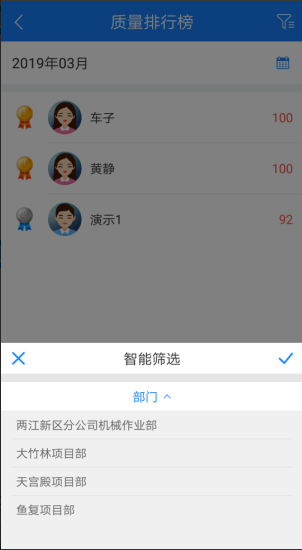 质量排行榜
2019年03月
车子 100
黄静 100
演示1 92
智能筛选
部门
两江新区分公司机械作业部
大竹林项目部
天宫殿项目部
鱼复项目部